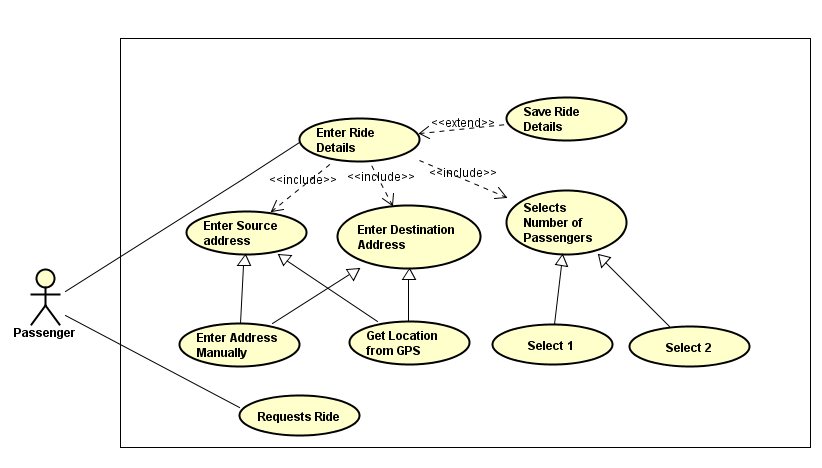 Save Ride
Details
<<extend>>
Enter Ride
Details
<<include>>
<<include>>
<<include>>
Enter Source
address
Enter Destination
Address
Selects
Number of
Passengers
Passenger
Enter Address
Manually
Get Location
from GPS
Select 1
Select 2
Requests Ride